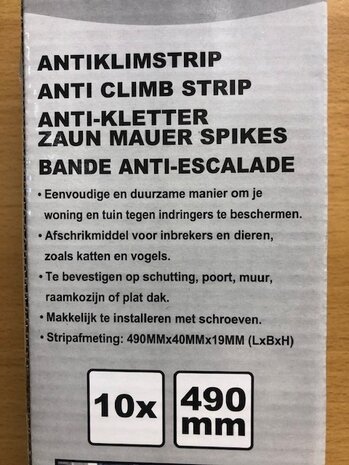 ANTIKLIMSTRIP
ANTI CLIMB STRIP
ANTI-KLETTER
ZAUN MAUER SPIKES
BANDE ANTI-ESCALADE
• Eenvoudige en duurzame manier om je
woning en tuin tegen indringers te beschermen.
• Afschrikmiddel voor inbrekers en dieren,
zoals katten en vogels.
• Te bevestigen op schutting, poort, muur,
raamkozijn of plat dak.
• Makkelijk te installeren met schroeven.
• Stripafmeting: 490MMx40MMx19MM (LxBxH)
10x
490
mm